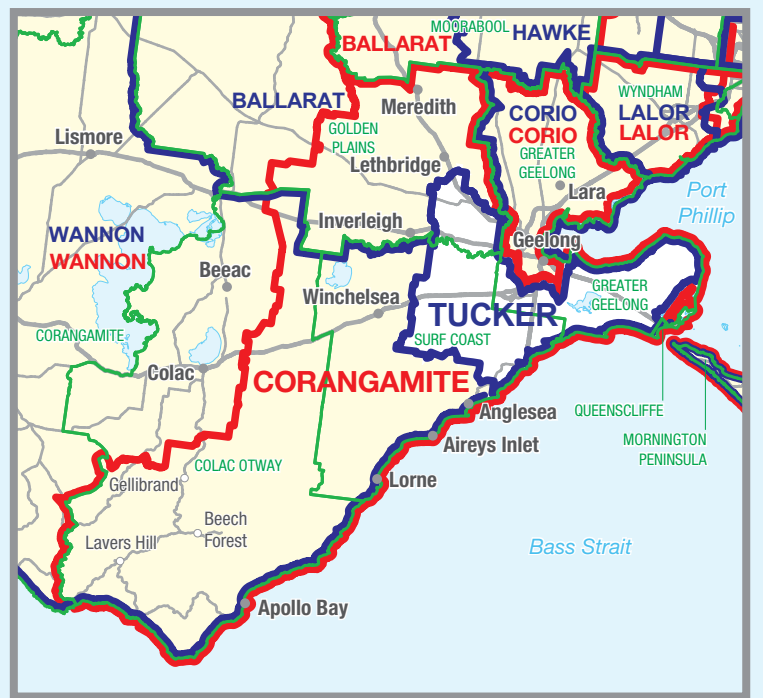 MOORABOOL
HAWKE
BALLARAT
WYNDHAM
BALLARAT
Meredith
CORIO
LALOR
CORIO
LALOR
GOLDEN
PLAINS
Lismore
GREATER
GEELONG
Lethbridge
Lara
Port
Phillip
Inverleigh
WANNON
Geelong
WANNON
Beeac
GREATER
GEELONG
Winchelsea
TUCKER
CORANGAMITE
SURF COAST
Colac
CORANGAMITE
Anglesea
QUEENSCLIFFE
Aireys Inlet
MORNINGTON
PENINSULA
COLAC OTWAY
Gellibrand
Lorne
Beech
Forest
Lavers Hill
Bass Strait
Apollo Bay